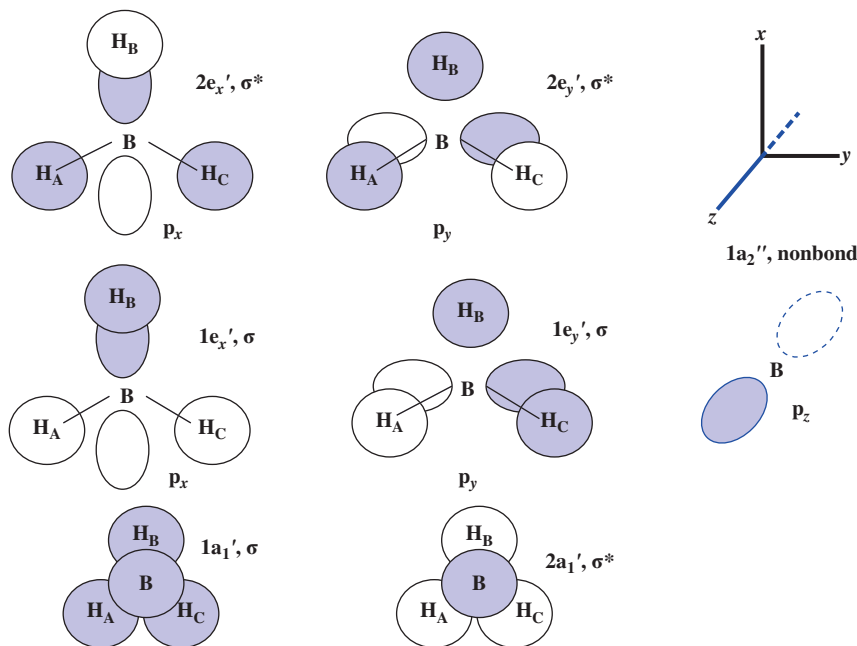 H_B
2e_x′, σ*
B
H_A
H_C
p_x
H_B
2e_y′, σ*
B
H_A
H_C
p_y
x
y
z
1a_2″, nonbond
H_B
1e_x′, σ
B
H_A
H_C
p_x
H_B
1e_y′, σ
B
H_A
H_C
p_y
B
p_z
H_B
1a_1′, σ
B
H_A
H_C
H_B
2a_1′, σ*
B
H_A
H_C